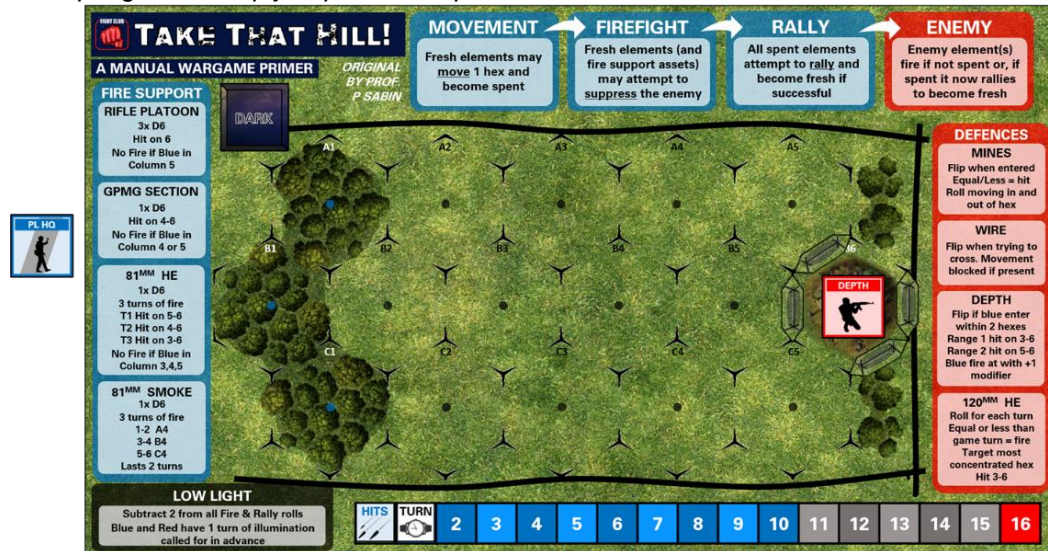 FIGHT CLUB
TAKE THAT HILL!
A MANUAL WARGAME PRIMER
ORIGINAL
BY PROF.
P SABIN
MOVEMENT
Fresh elements may
move 1 hex and
become spent
FIREFIGHT
Fresh elements (and
fire support assets)
may attempt to
suppress the enemy
RALLY
All spent elements
attempt to rally and
become fresh if
successful
ENEMY
Enemy element(s)
fire if not spent or, if
spent it now rallies
to become fresh
FIRE SUPPORT
RIFLE PLATOON
3x D6
Hit on 6
No Fire if Blue in
Column 5
GPMG SECTION
1x D6
Hit on 4-6
No Fire if Blue in
Column 4 or 5
81MM HE
1x D6
3 turns of fire
T1 Hit on 5-6
T2 Hit on 4-6
T3 Hit on 3-6
No Fire if Blue in
Column 3,4,5
81MM SMOKE
1x D6
3 turns of fire
1-2 A4
3-4 B4
5-6 C4
Lasts 2 turns
DARK
PL HQ
A1 A2 A3 A4 A5
B1 B2 B3 B4 B5 B6
C1 C2 C3 C4 C5
DEPTH
DEFENCES
MINES
Flip when entered
Equal/Less = hit
Roll moving in and
out of hex
WIRE
Flip when trying to
cross. Movement
blocked if present
DEPTH
Flip if blue enter
within 2 hexes
Range 1 hit on 3-6
Range 2 hit on 5-6
Blue fire at with +1
modifier
120MM HE
Roll for each turn
Equal or less than
game turn = fire
Target most
concentrated hex
Hit 3-6
LOW LIGHT
Subtract 2 from all Fire & Rally rolls
Blue and Red have 1 turn of illumination
called for in advance
HITS TURN 2 3 4 5 6 7 8 9 10 11 12 13 14 15 16